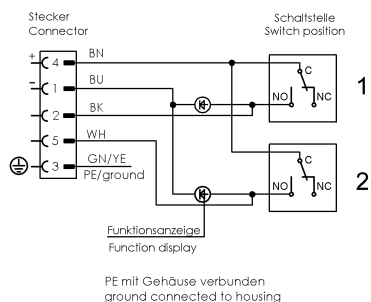 Stecker
Connector
Schaltstelle
Switch position
+
4
BN
−
1
BU
2
BK
5
WH
3
GN/YE
PE/ground
C
NO
NC
1
C
NO
NC
2
Funktionsanzeige
Function display
PE mit Gehäuse verbunden
ground connected to housing